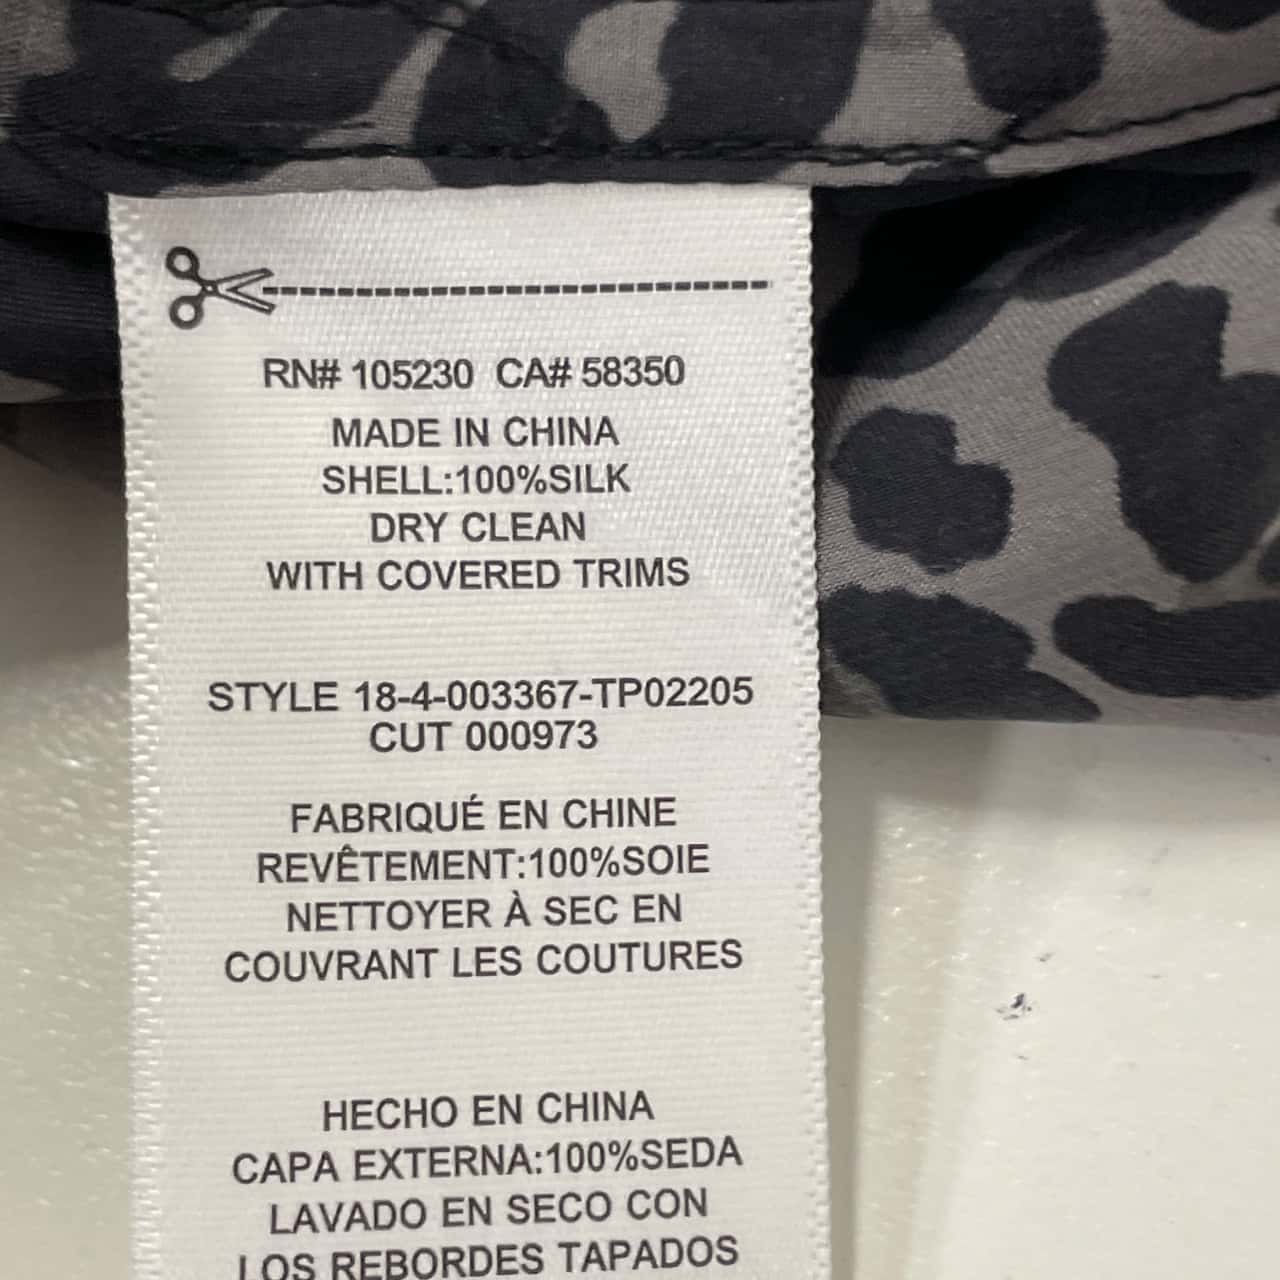 RN# 105230 CA# 58350
MADE IN CHINA
SHELL:100%SILK
DRY CLEAN
WITH COVERED TRIMS
STYLE 18-4-003367-TP02205
CUT 000973
FABRIQUÉ EN CHINE
REVÊTEMENT:100%SOIE
NETTOYER À SEC EN
COUVRANT LES COUTURES
HECHO EN CHINA
CAPA EXTERNA:100%SEDA
LAVADO EN SECO CON
LOS REBORDES TAPADOS